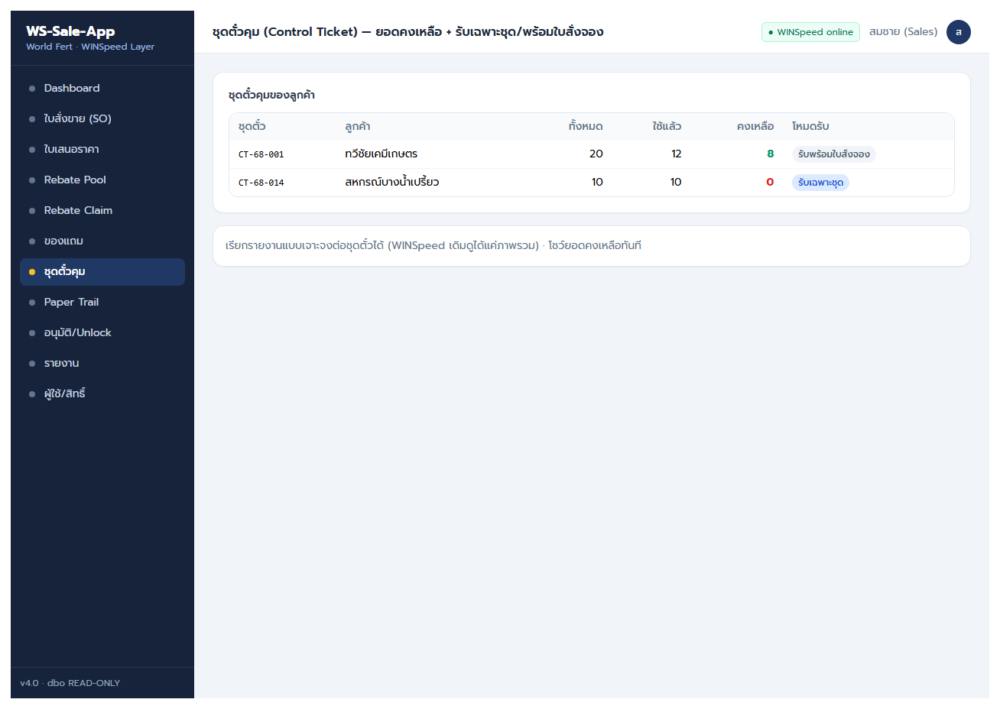 WS-Sale-App
World Fert · WINSpeed Layer
Dashboard
ใบสั่งขาย (SO)
ใบเสนอราคา
Rebate Pool
Rebate Claim
ของแถม
ชุดตั๋วคุม
Paper Trail
อนุมัติ/Unlock
รายงาน
ผู้ใช้/สิทธิ์
v4.0 · dbo READ-ONLY
ชุดตั๋วคุม (Control Ticket) — ยอดคงเหลือ + รับเฉพาะชุด/พร้อมใบสั่งจอง
● WINSpeed online สมชาย (Sales) ส
ชุดตั๋วคุมของลูกค้า
ชุดตั๋ว ลูกค้า ทั้งหมด ใช้แล้ว คงเหลือ โหมดรับ
CT-68-001 ทวีชัยเคมีเกษตร 20 12 8 รับพร้อมใบสั่งจอง
CT-68-014 สหกรณ์บางน้ำเปรี้ยว 10 10 0 รับเฉพาะชุด
เรียกรายงานแบบเจาะจงต่อชุดตั๋วได้ (WINSpeed เดิมดูได้แค่ภาพรวม) · โชว์ยอดคงเหลือทันที